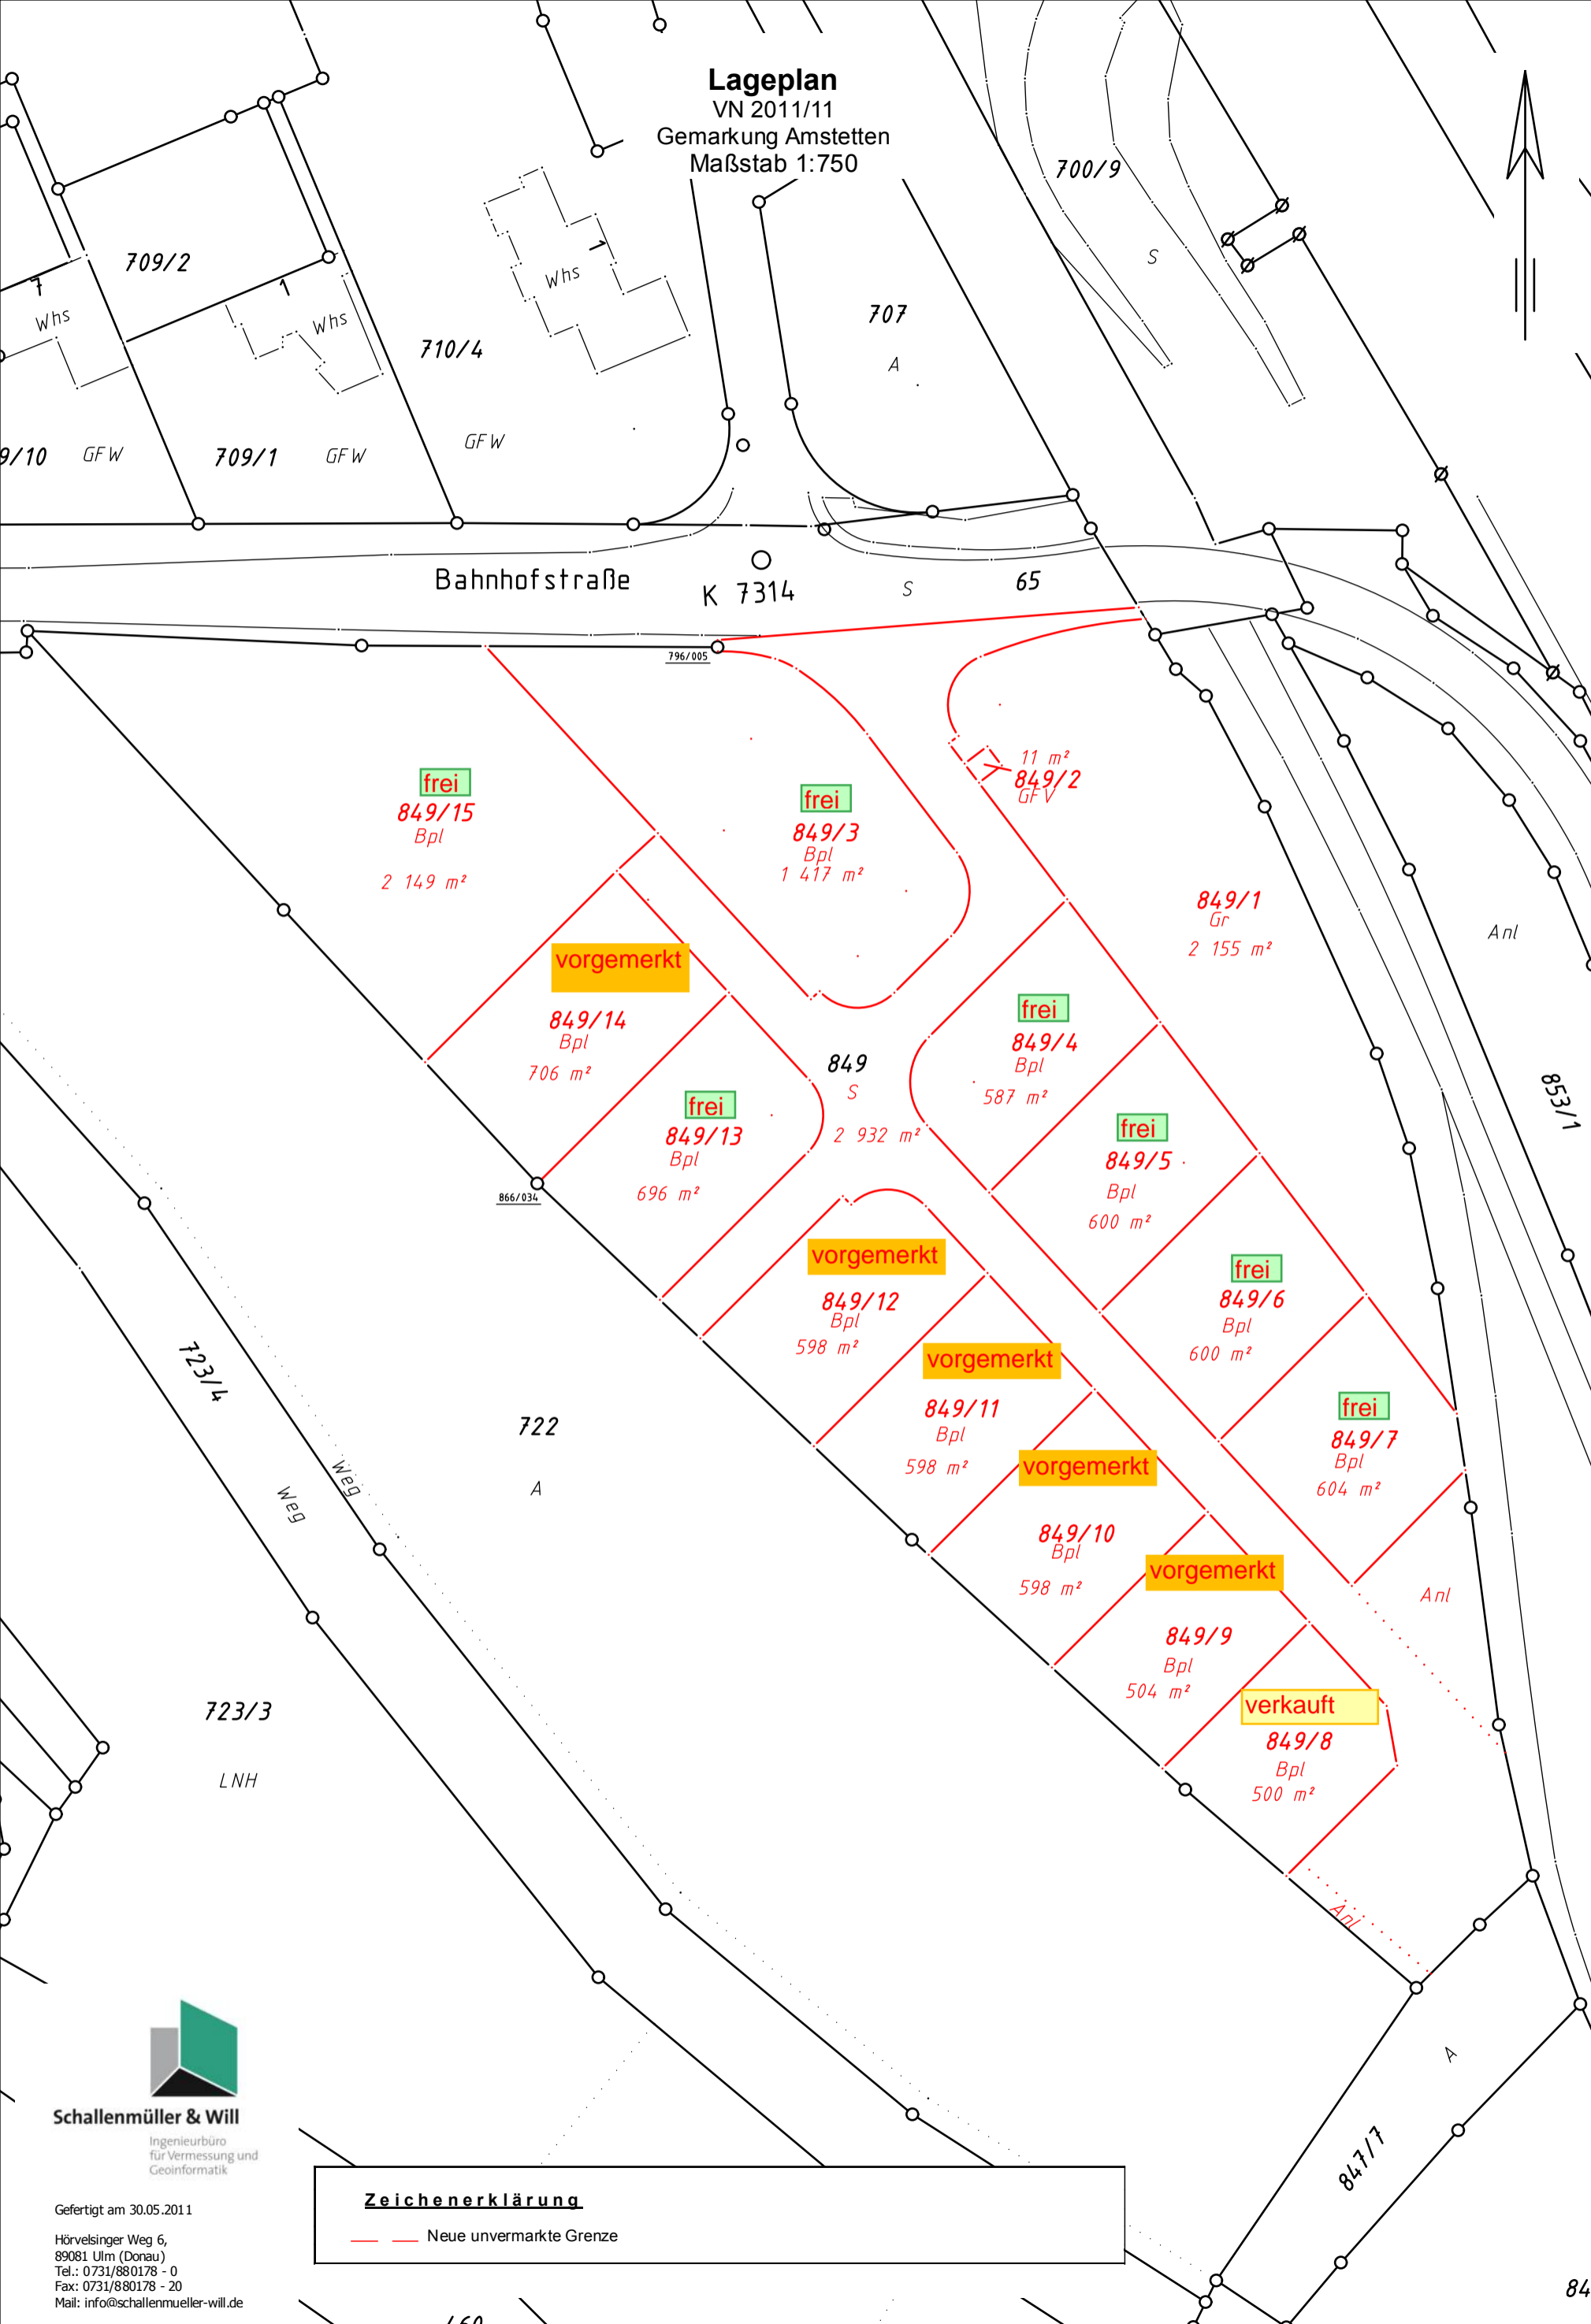 Lageplan
VN 2011/11
Gemarkung Amstetten
Maßstab 1:750
700/9
S
709/2
7
Whs
1
Whs
710/4
1
Whs
707
A
9/10
GFW
709/1
GFW
GFW
Bahnhofstraße
K 7314
S
65
796/005
frei
849/15
Bpl
2 149 m²
frei
849/3
Bpl
1 417 m²
11 m²
849/2
GFV
849/1
Gr
2 155 m²
Anl
vorgemerkt
849/14
Bpl
706 m²
frei
849/4
Bpl
587 m²
849
S
2 932 m²
853/1
frei
849/13
Bpl
696 m²
866/034
frei
849/5
Bpl
600 m²
vorgemerkt
849/12
Bpl
598 m²
frei
849/6
Bpl
600 m²
vorgemerkt
849/11
Bpl
598 m²
frei
849/7
Bpl
604 m²
723/4
Weg
Weg
722
A
vorgemerkt
849/10
Bpl
598 m²
vorgemerkt
849/9
Bpl
504 m²
Anl
verkauft
849/8
Bpl
500 m²
723/3
LNH
Anl
A
847/7
84
Schallenmüller & Will
Ingenieurbüro
für Vermessung und
Geoinformatik
Gefertigt am 30.05.2011
Hörvelsinger Weg 6,
89081 Ulm (Donau)
Tel.: 0731/880178 - 0
Fax: 0731/880178 - 20
Mail: info@schallenmueller-will.de
Zeichenerklärung
Neue unvermarkte Grenze